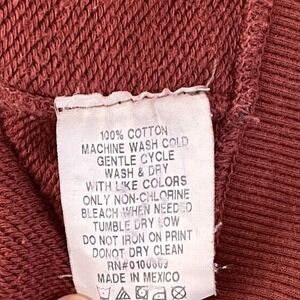 100% COTTON
MACHINE WASH COLD
GENTLE CYCLE
WASH & DRY
WITH LIKE COLORS
ONLY NON-CHLORINE
BLEACH WHEN NEEDED
TUMBLE DRY LOW
DO NOT IRON ON PRINT
DONOT DRY CLEAN
MADE IN MEXICO